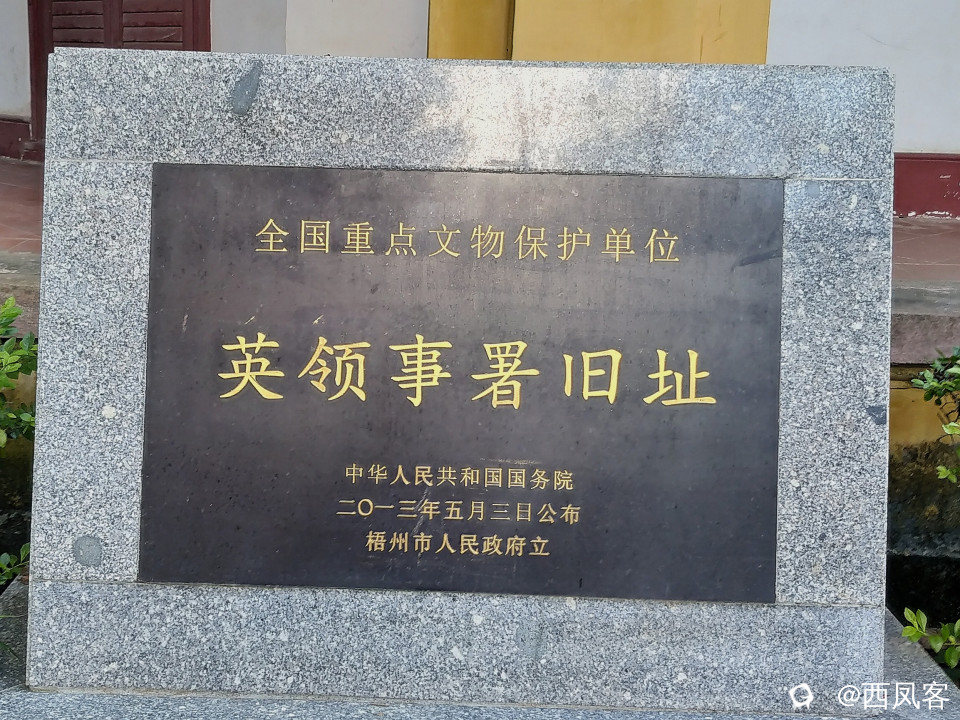 全国重点文物保护单位
英领事署旧址
中华人民共和国国务院
二〇一三年五月三日公布
梧州市人民政府立
@西凤客